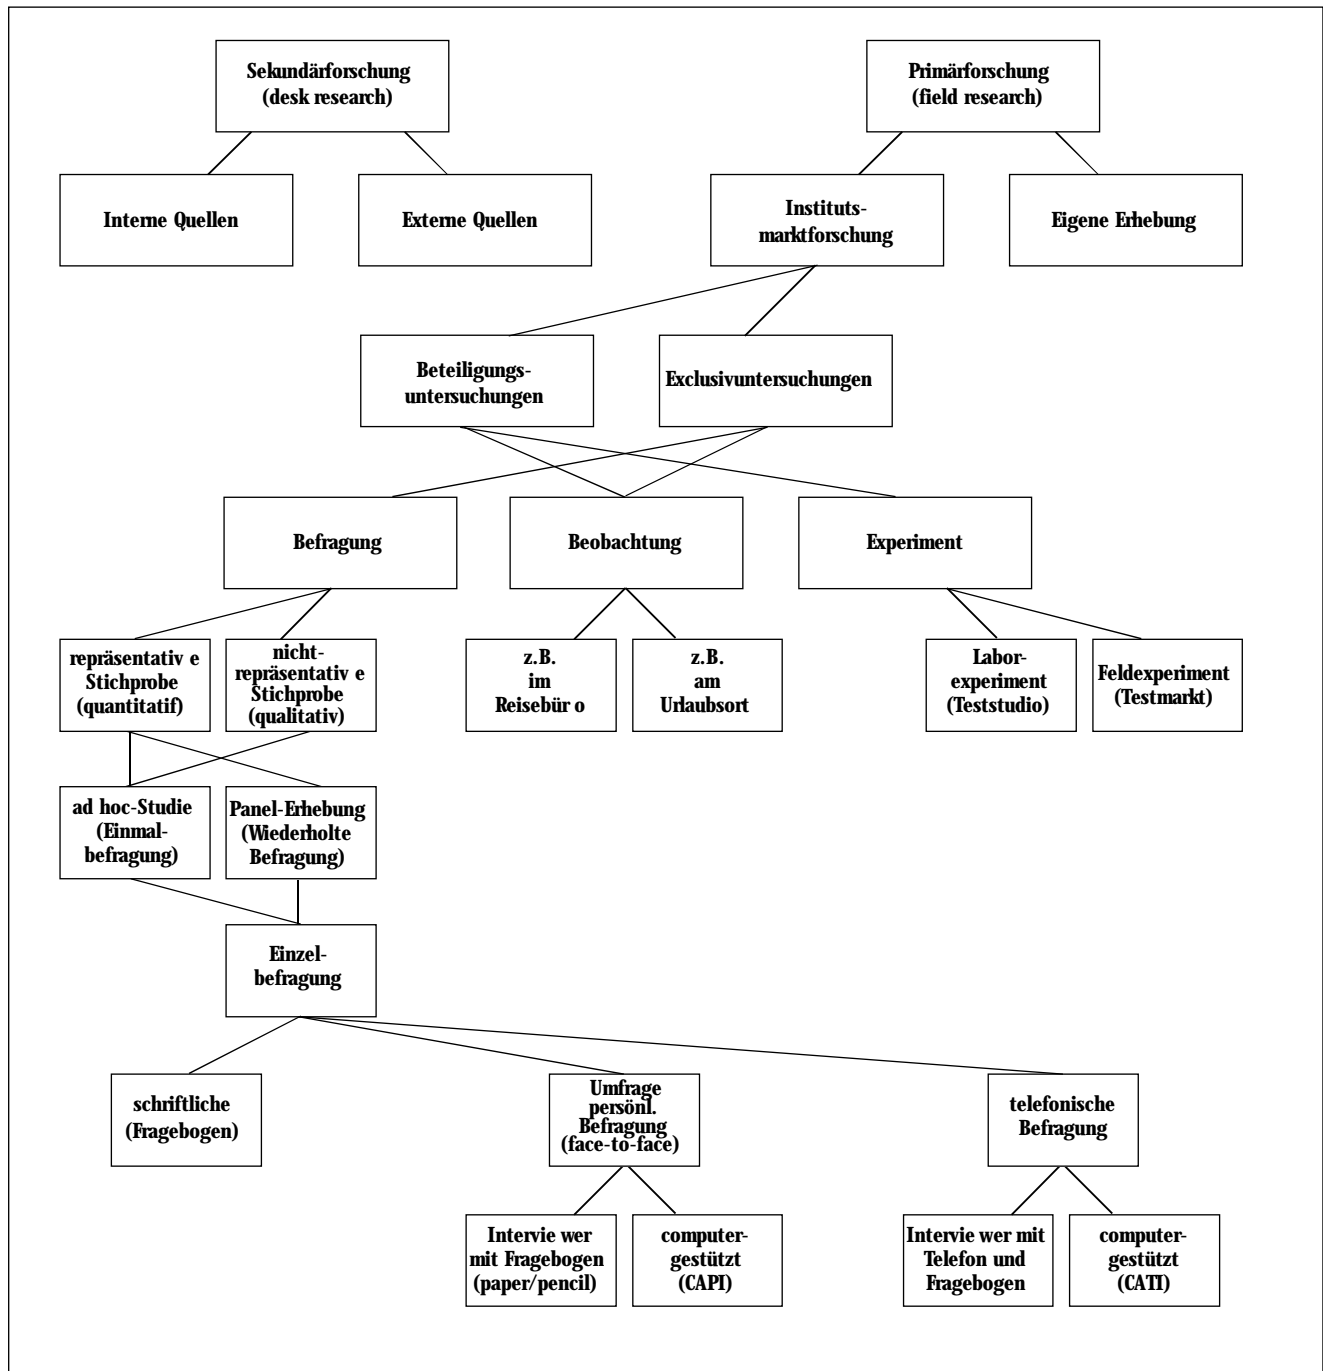 Sekundärforschung
(desk research)
Primärforschung
(field research)
Interne Quellen
Externe Quellen
Instituts-
marktforschung
Eigene Erhebung
Beteiligungs-
untersuchungen
Exclusivuntersuchungen
Befragung
Beobachtung
Experiment
repräsentativ e
Stichprobe
(quantitatif)
nicht-
repräsentativ e
Stichprobe
(qualitativ)
z.B.
im
Reisebür o
z.B.
am
Urlaubsort
Labor-
experiment
(Teststudio)
Feldexperiment
(Testmarkt)
ad hoc-Studie
(Einmal-
befragung)
Panel-Erhebung
(Wiederholte
Befragung)
Einzel-
befragung
schriftliche
(Fragebogen)
Umfrage
persönl.
Befragung
(face-to-face)
telefonische
Befragung
Intervie wer
mit Fragebogen
(paper/pencil)
computer-
gestützt
(CAPI)
Intervie wer mit
Telefon und
Fragebogen
computer-
gestützt
(CATI)